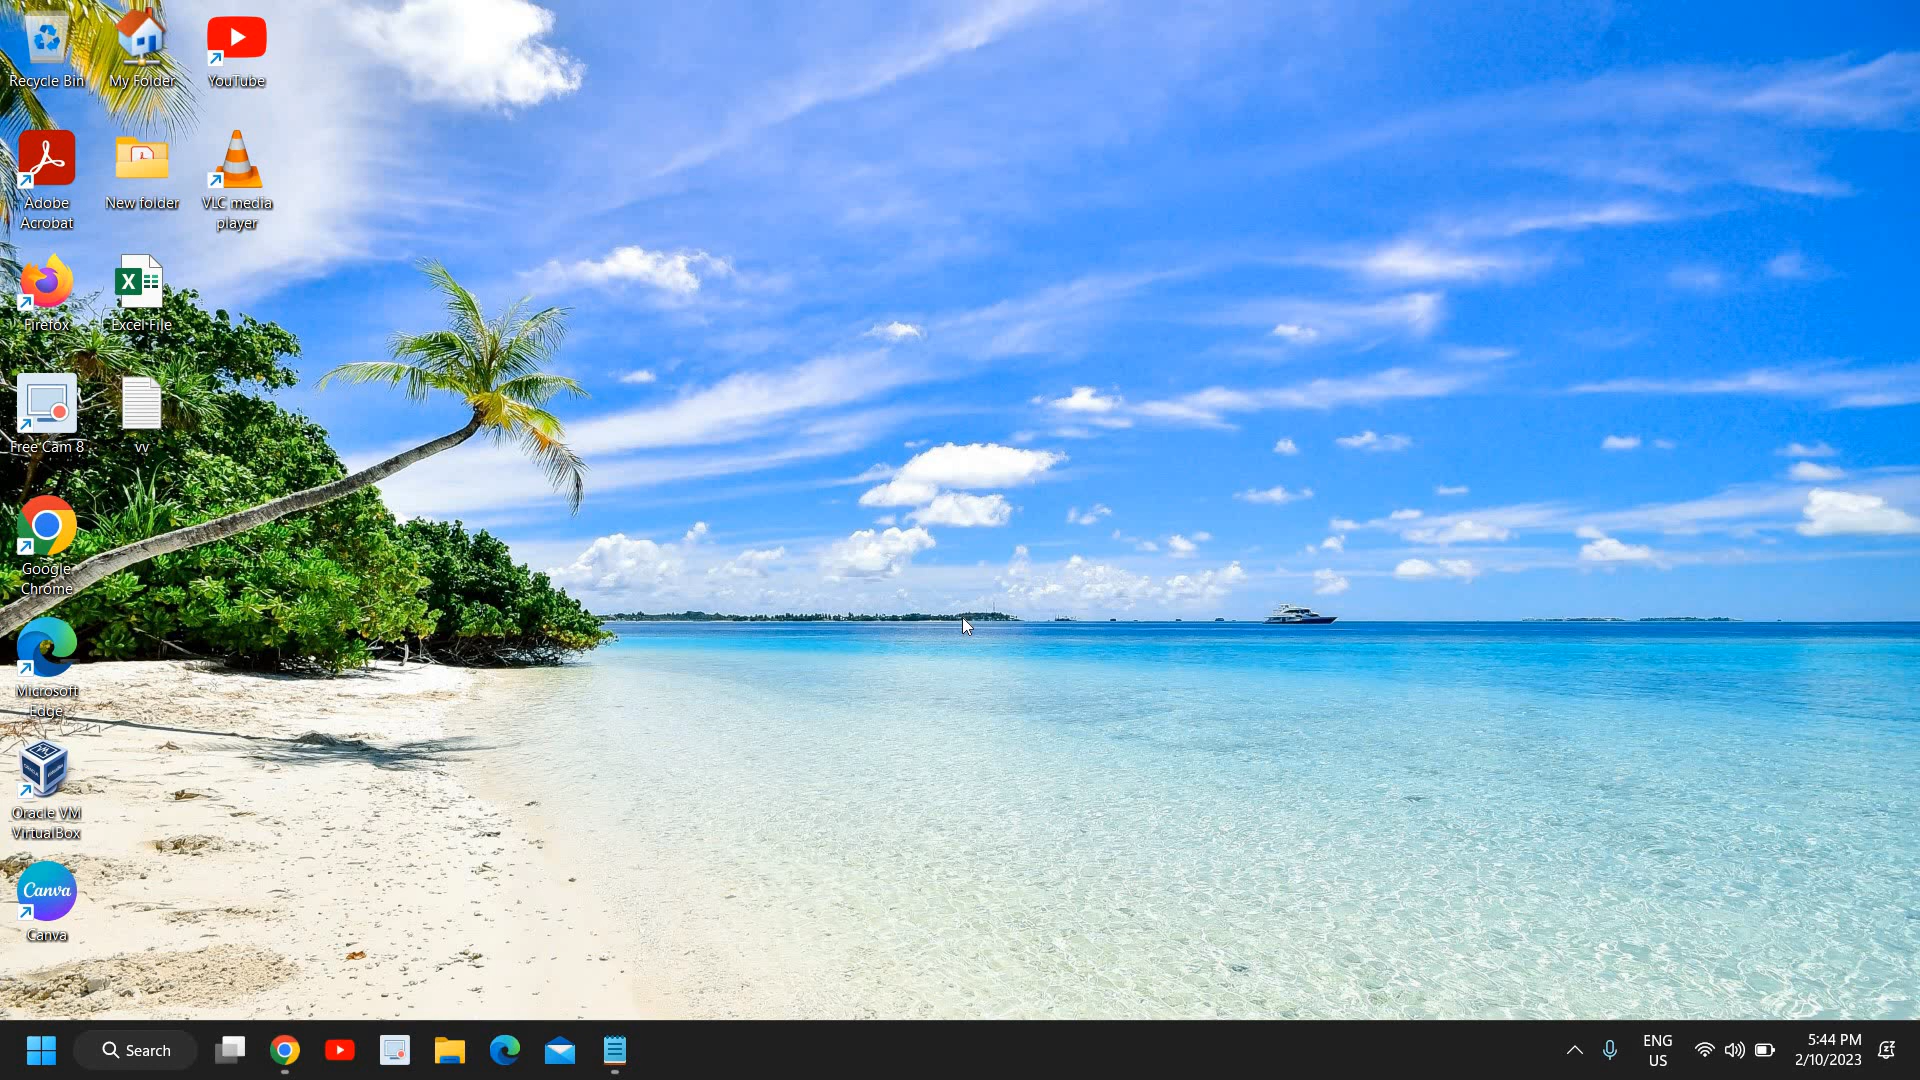 Recycle Bin
My Folder
YouTube
Adobe
Acrobat
New folder
VLC media
player
Firefox
Excel File
Free Cam 8
vv
Google
Chrome
Microsoft
Edge
Oracle VM
VirtualBox
Canva
Canva
Search
ENG
US
5:44 PM
2/10/2023